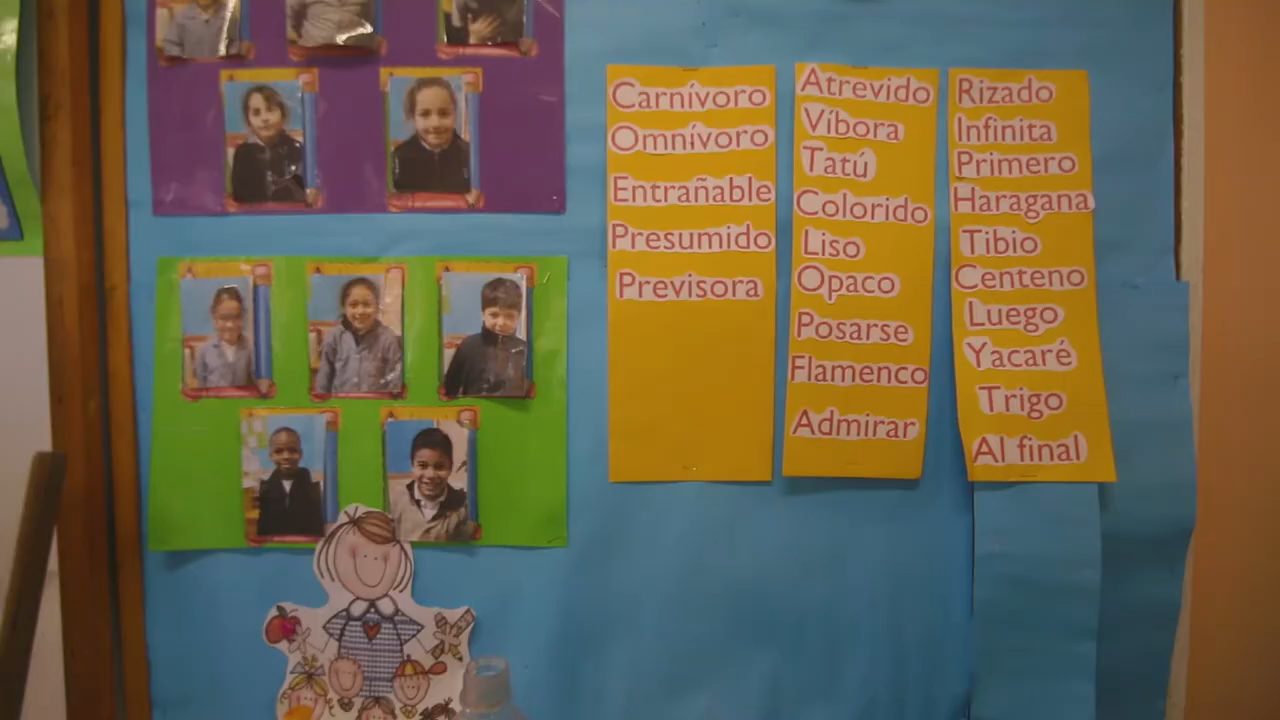 Carnívoro
Omnívoro
Entrañable
Presumido
Previsora
Atrevido
Víbora
Tatú
Colorido
Liso
Opaco
Posarse
Flamenco
Admirar
Rizado
Infinita
Primero
Haragana
Tibio
Centeno
Luego
Yacaré
Trigo
Al final